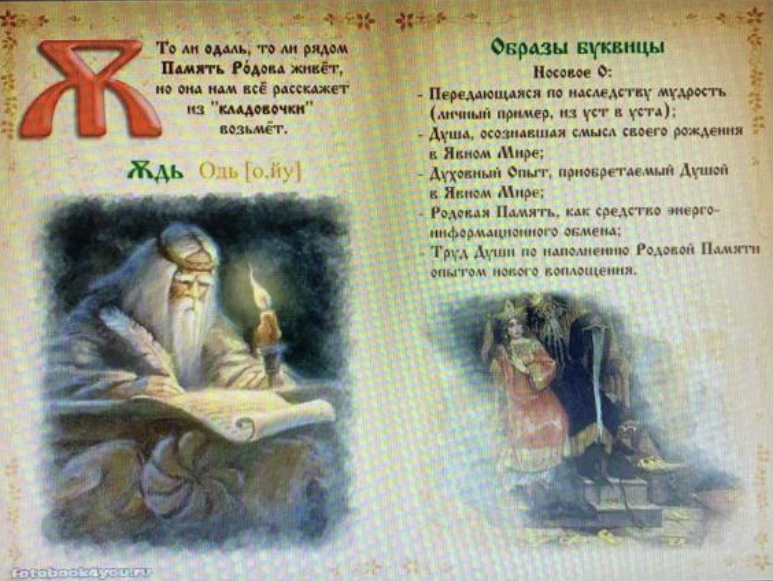 Ѫ
То ли одаль, то ли рядом
Память Ро́дова живёт,
но она нам всё расскажет
из "кладовочки"
возьмёт.
Ѫдь Одь [о,йу]
Образы буквицы
Носовое О:
- Передающаяся по наследству мудрость
(личный пример, из уст в уста);
- Душа, осознавшая смысл своего рождения
в Явном Мире;
- Духовный Опыт, приобретаемый Душой
в Явном Мире;
- Родовая Память, как средство энерго-
информационного обмена;
- Труд Души по наполнению Родовой Памяти
опытом нового воплощения.
fotobook4you.ru